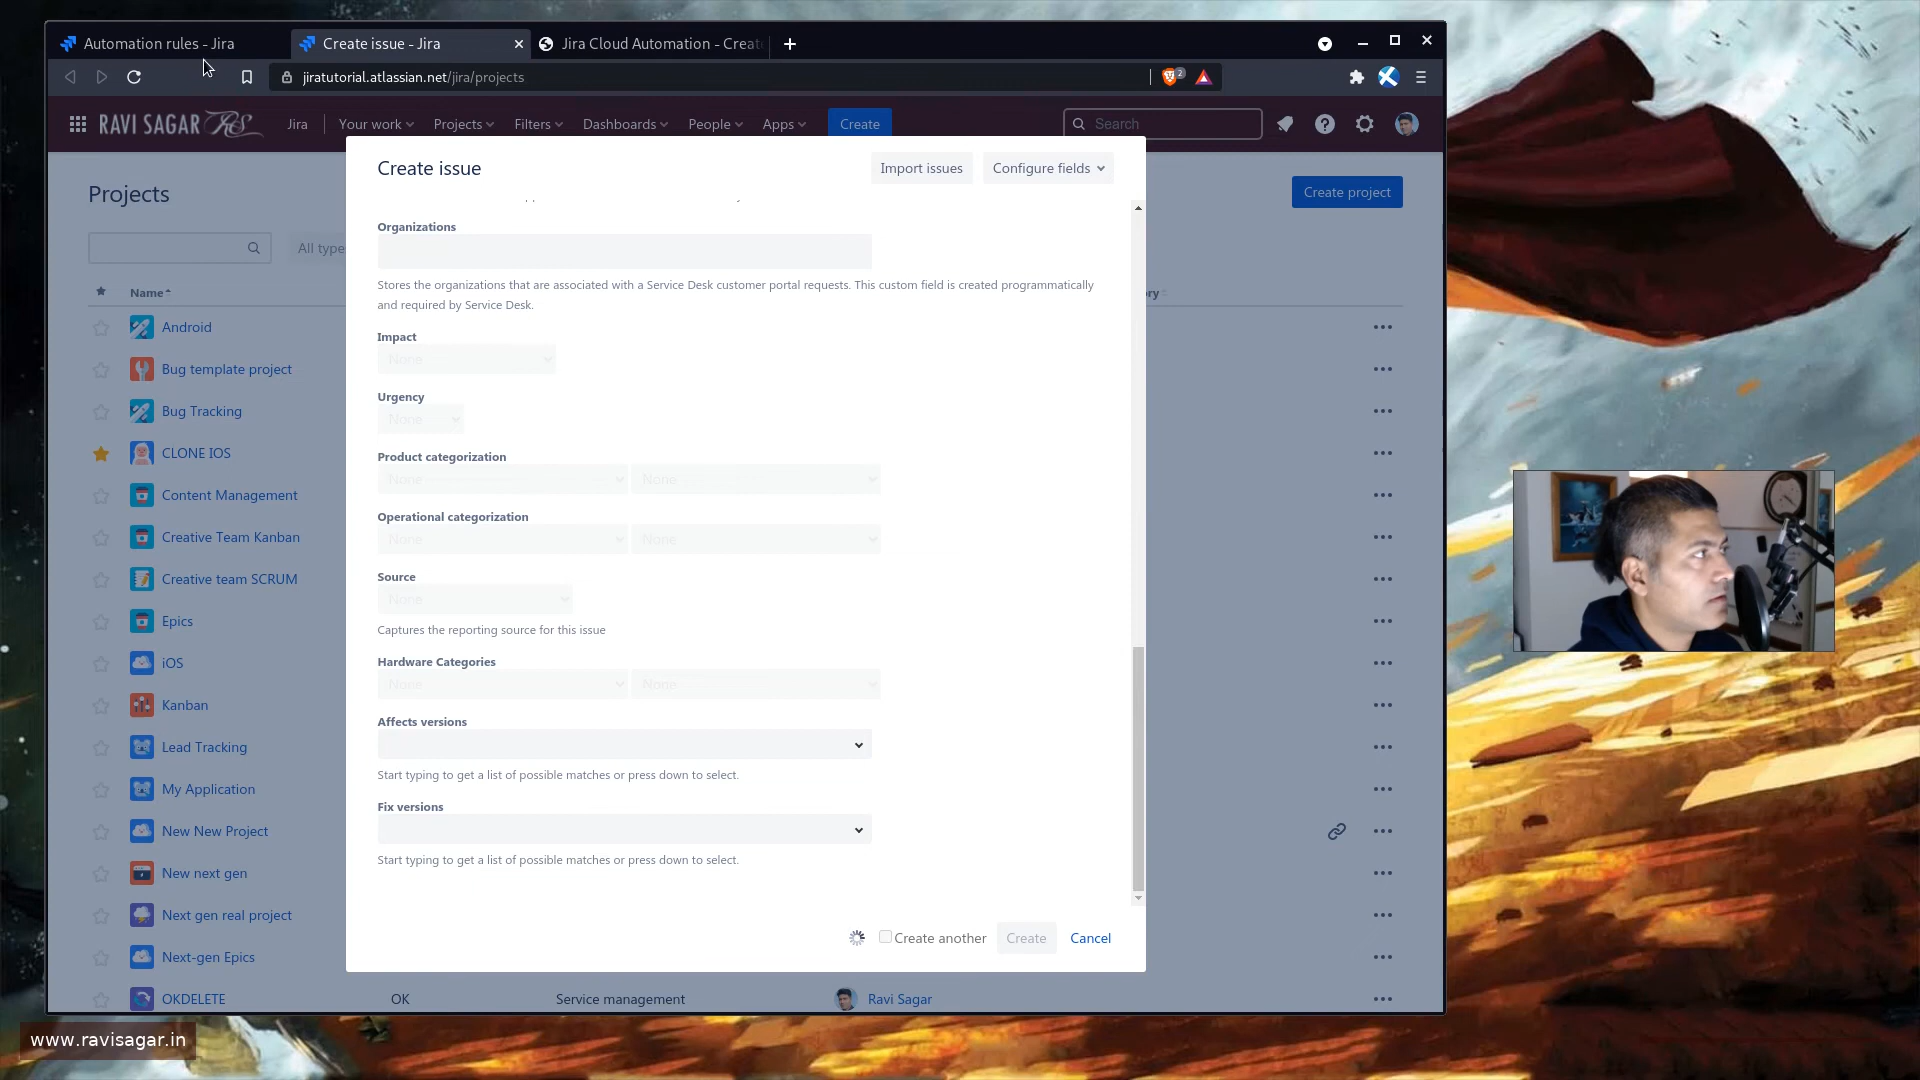 Automation rules - Jira
Create issue - Jira
Jira Cloud Automation - Creat
jiratutorial.atlassian.net/jira/projects
2
RAVI SAGAR RS
Jira
Your work
Projects
Filters
Dashboards
People
Apps
Create
Search
Create issue
Import issues
Configure fields
Projects
Create project
All type
Organizations
Stores the organizations that are associated with a Service Desk customer portal requests. This custom field is created programmatically
and required by Service Desk.
Name
ry
Android
Impact
None
Bug template project
Urgency
Bug Tracking
None
CLONE IOS
Product categorization
None None
Content Management
Operational categorization
Creative Team Kanban
None None
Source
Creative team SCRUM
None
Epics
Captures the reporting source for this issue
iOS
Hardware Categories
None None
Kanban
Affects versions
Lead Tracking
Start typing to get a list of possible matches or press down to select.
My Application
Fix versions
New New Project
Start typing to get a list of possible matches or press down to select.
New next gen
Next gen real project
Create another
Create
Cancel
Next-gen Epics
OKDELETE OK Service management Ravi Sagar
www.ravisagar.in